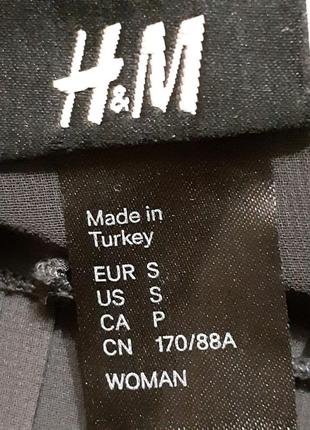 H&M
Made in
Turkey
EUR S
US S
CA P
CN 170/88A
WOMAN